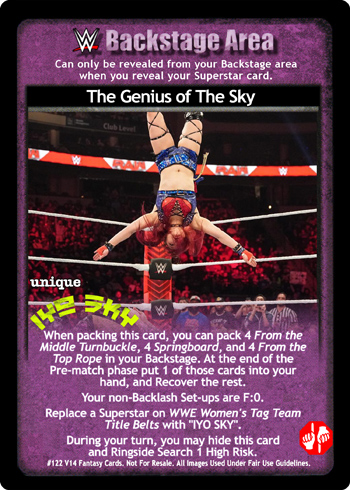 Backstage Area
Can only be revealed from your Backstage area
when you reveal your Superstar card.
The Genius of The Sky
Club Level
unique
IYO SKY
When packing this card, you can pack 4 From the
Middle Turnbuckle, 4 Springboard, and 4 From the
Top Rope in your Backstage. At the end of the
Pre-match phase put 1 of those cards into your
hand, and Recover the rest.
Your non-Backlash Set-ups are F:0.
Replace a Superstar on WWE Women's Tag Team
Title Belts with "IYO SKY".
During your turn, you may hide this card
and Ringside Search 1 High Risk.
#122 V14 Fantasy Cards. Not For Resale. All Images Used Under Fair Use Guidelines.